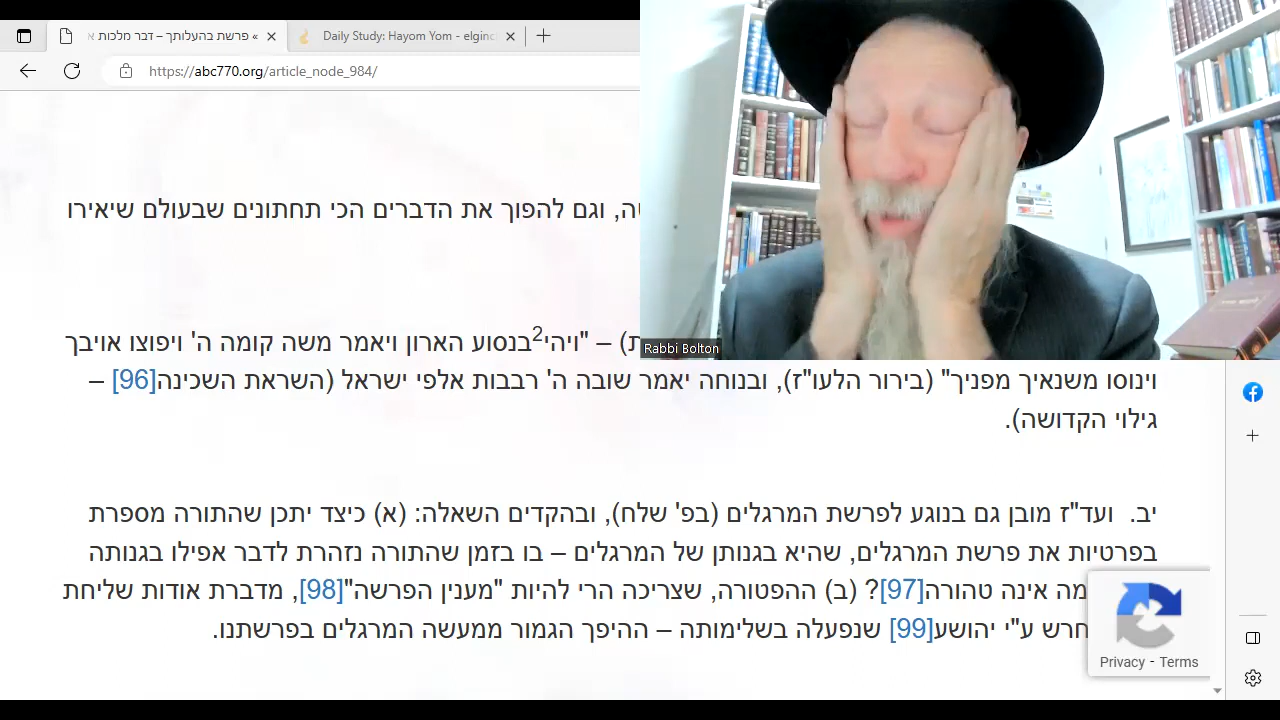 » פרשת בהעלותך – דבר מלכות א
Daily Study: Hayom Yom - elginc
https://abc770.org/article_node_984/
וגם להפוך את הדברים הכי תחתונים שבעולם שיאירו
– "ויהי2בנסוע הארון ויאמר משה קומה ה' ויפוצו אויבך
וינוסו משנאיך מפניך" (בירור הלעו"ז), ובנוחה יאמר שובה ה' רבבות אלפי ישראל (השראת השכינה[96] –
גילוי הקדושה).
יב. ועד"ז מובן גם בנוגע לפרשת המרגלים (בפ' שלח), ובהקדים השאלה: (א) כיצד יתכן שהתורה מספרת
בפרטיות את פרשת המרגלים, שהיא בגנותן של המרגלים – בו בזמן שהתורה נזהרת לדבר אפילו בגנותה
מה אינה טהורה[97]? (ב) ההפטורה, שצריכה הרי להיות "מענין הפרשה"[98], מדברת אודות שליחת
חרש ע"י יהושע[99] שנפעלה בשלימותה – ההיפך הגמור ממעשה המרגלים בפרשתנו.
Rabbi Bolton
Privacy - Terms